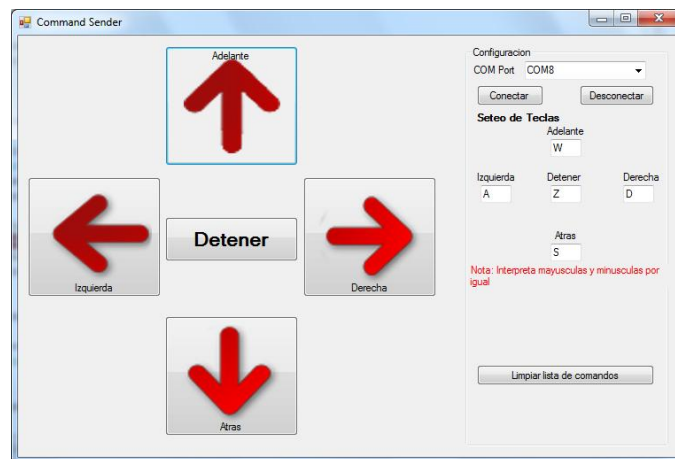 Command Sender
Adelante
Izquierda
Detener
Derecha
Atras
Configuracion
COM Port COM8
Conectar Desconectar
Seteo de Teclas
Adelante
W
Izquierda Detener Derecha
A Z D
Atras
S
Nota: Interpreta mayusculas y minusculas por
igual
Limpiar lista de comandos